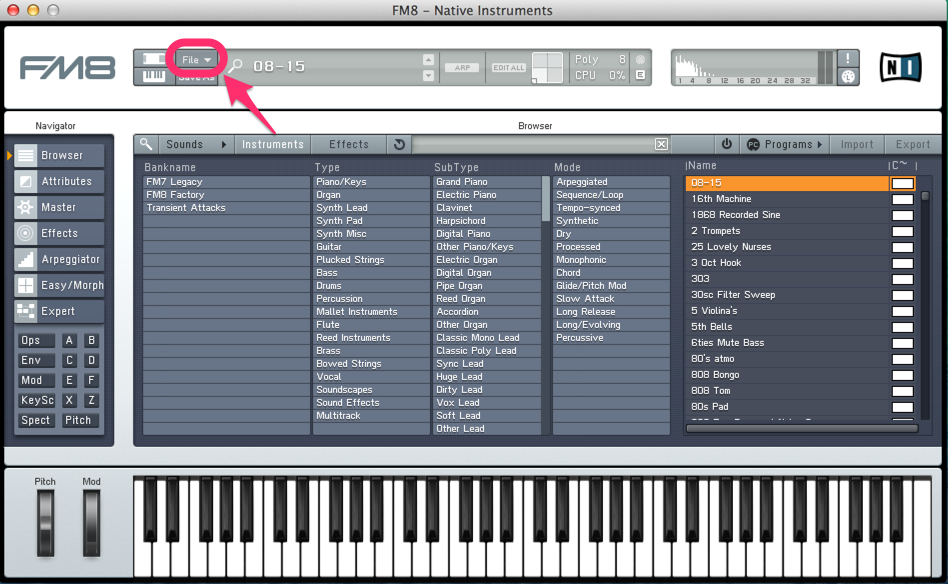 FM8 - Native Instruments
FM8
File
Save As
08-15
ARP
EDIT ALL
Poly 8
CPU 0%
E
!
1 4 8 12 16 20 24 28 32
NI
Navigator
Browser
Attributes
Master
Effects
Arpeggiator
Easy/Morph
Expert
Ops A B
Env C D
Mod E F
KeySc X Z
Spect Pitch
Browser
Sounds Instruments Effects PC Programs Import Export
Bankname
FM7 Legacy
FM8 Factory
Transient Attacks
Type
Piano/Keys
Organ
Synth Lead
Synth Pad
Synth Misc
Guitar
Plucked Strings
Bass
Drums
Percussion
Mallet Instruments
Flute
Reed Instruments
Brass
Bowed Strings
Vocal
Soundscapes
Sound Effects
Multitrack
SubType
Grand Piano
Electric Piano
Clavinet
Harpsichord
Digital Piano
Other Piano/Keys
Electric Organ
Digital Organ
Pipe Organ
Reed Organ
Accordion
Other Organ
Classic Mono Lead
Classic Poly Lead
Sync Lead
Huge Lead
Dirty Lead
Vox Lead
Soft Lead
Other Lead
Mode
Arpeggiated
Sequence/Loop
Tempo-synced
Synthetic
Dry
Processed
Monophonic
Chord
Glide/Pitch Mod
Slow Attack
Long Release
Long/Evolving
Percussive
Name C~
08-15
16th Machine
1868 Recorded Sine
2 Trompets
25 Lovely Nurses
3 Oct Hook
303
30sc Filter Sweep
5 Violina's
5th Bells
6ties Mute Bass
80's atmo
808 Bongo
808 Tom
80s Pad
Pitch Mod